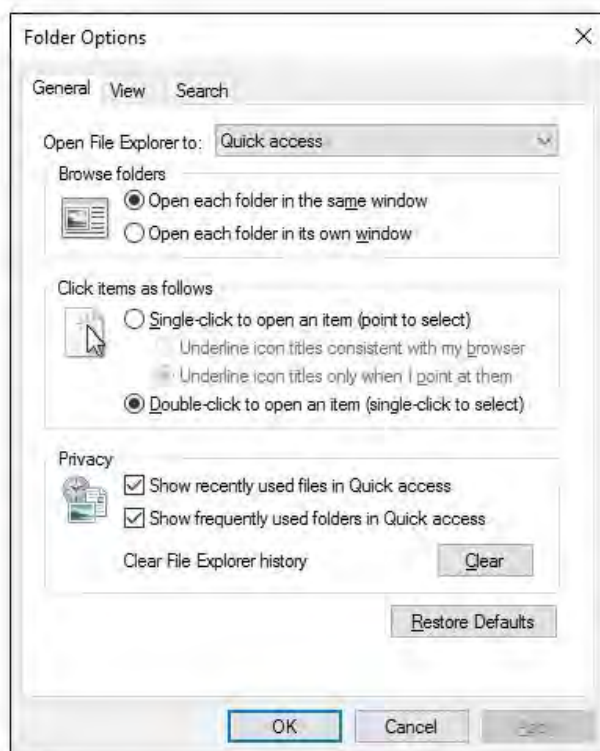 Folder Options
General View Search
Open File Explorer to: Quick access
Browse folders
Open each folder in the same window
Open each folder in its own window
Click items as follows
Single-click to open an item (point to select)
Underline icon titles consistent with my browser
Underline icon titles only when I point at them
Double-click to open an item (single-click to select)
Privacy
Show recently used files in Quick access
Show frequently used folders in Quick access
Clear File Explorer history Clear
Restore Defaults
OK Cancel